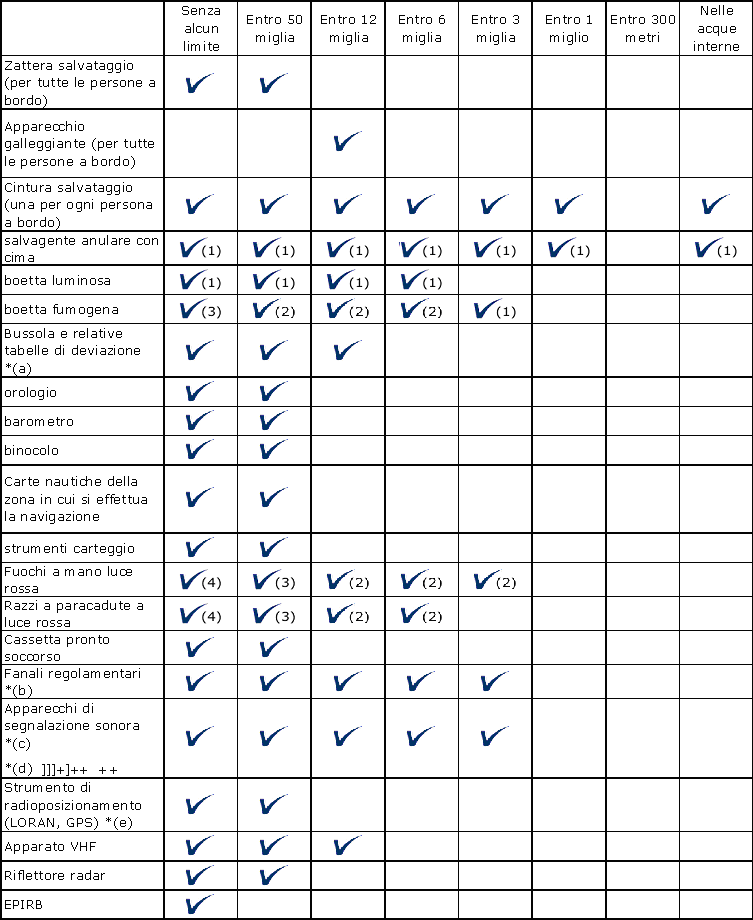 Senza alcun limite | Entro 50 miglia | Entro 12 miglia | Entro 6 miglia | Entro 3 miglia | Entro 1 miglio | Entro 300 metri | Nelle acque interne
Zattera salvataggio
(per tutte le persone a
bordo)
Apparecchio
galleggiante (per tutte
le persone a bordo)
Cintura salvataggio
(una per ogni persona
a bordo)
salvagente anulare con
cima
(1) (1) (1) (1) (1) (1) (1)
boetta luminosa
(1) (1) (1) (1)
boetta fumogena
(3) (2) (2) (2) (1)
Bussola e relative
tabelle di deviazione
*(a)
orologio
barometro
binocolo
Carte nautiche della
zona in cui si effettua
la navigazione
strumenti carteggio
Fuochi a mano luce
rossa
(4) (3) (2) (2) (2)
Razzi a paracadute a
luce rossa
(4) (3) (2) (2)
Cassetta pronto
soccorso
Fanali regolamentari
*(b)
Apparecchi di
segnalazione sonora
*(c)
*(d) ]]]+]++ ++
Strumento di
radioposizionamento
(LORAN, GPS) *(e)
Apparato VHF
Riflettore radar
EPIRB